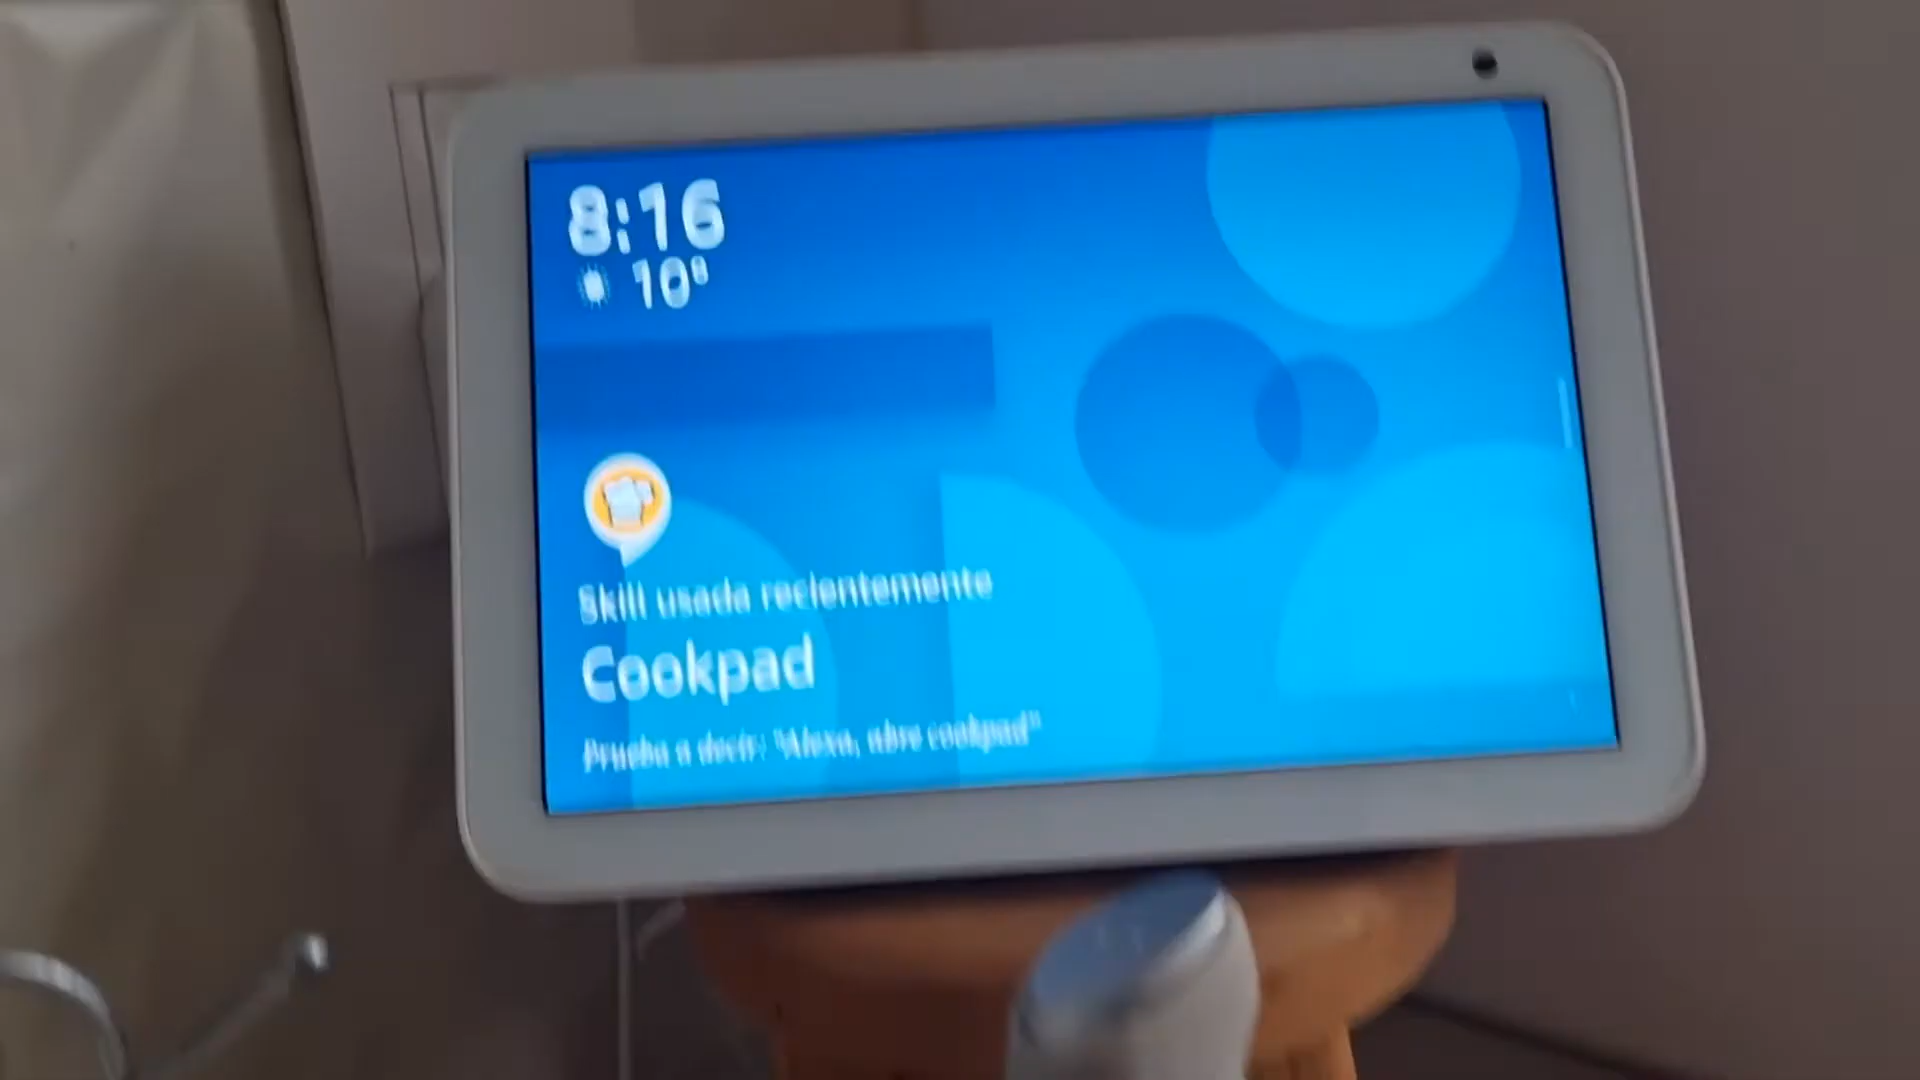 8:16
10°
Skill usada recientemente
Cookpad
Prueba a decir: "Alexa, abre cookpad"